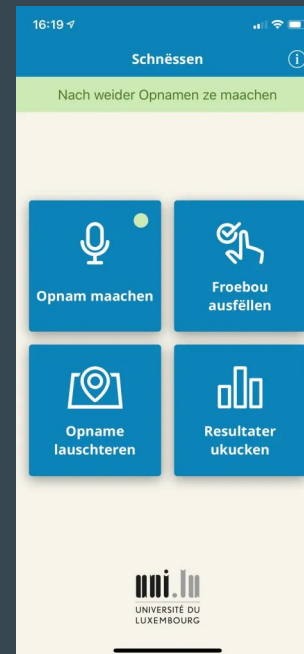 16:19
Schnëssen
i
Nach weider Opnamen ze maachen
Opnam maachen
Froebou
ausfëllen
Opname
lauschteren
Resultater
ukucken
uni.lu
UNIVERSITÉ DU
LUXEMBOURG